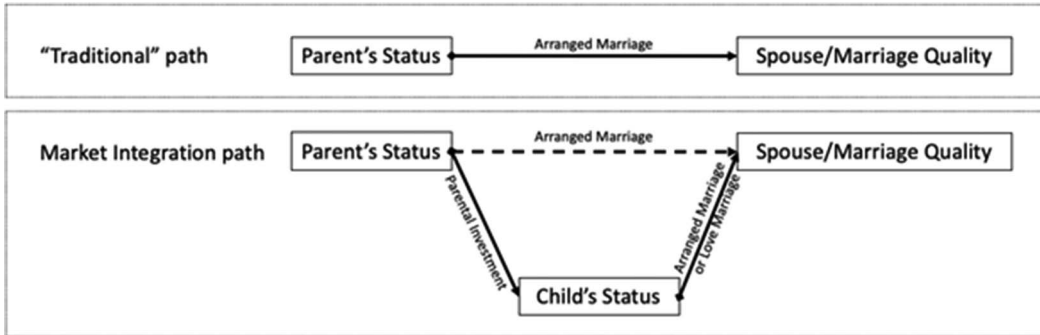 “Traditional” path
Parent’s Status
Arranged Marriage
Spouse/Marriage Quality
Market Integration path
Parent’s Status
Arranged Marriage
Spouse/Marriage Quality
Parental Investment
Arranged Marriage
or Love Marriage
Child’s Status